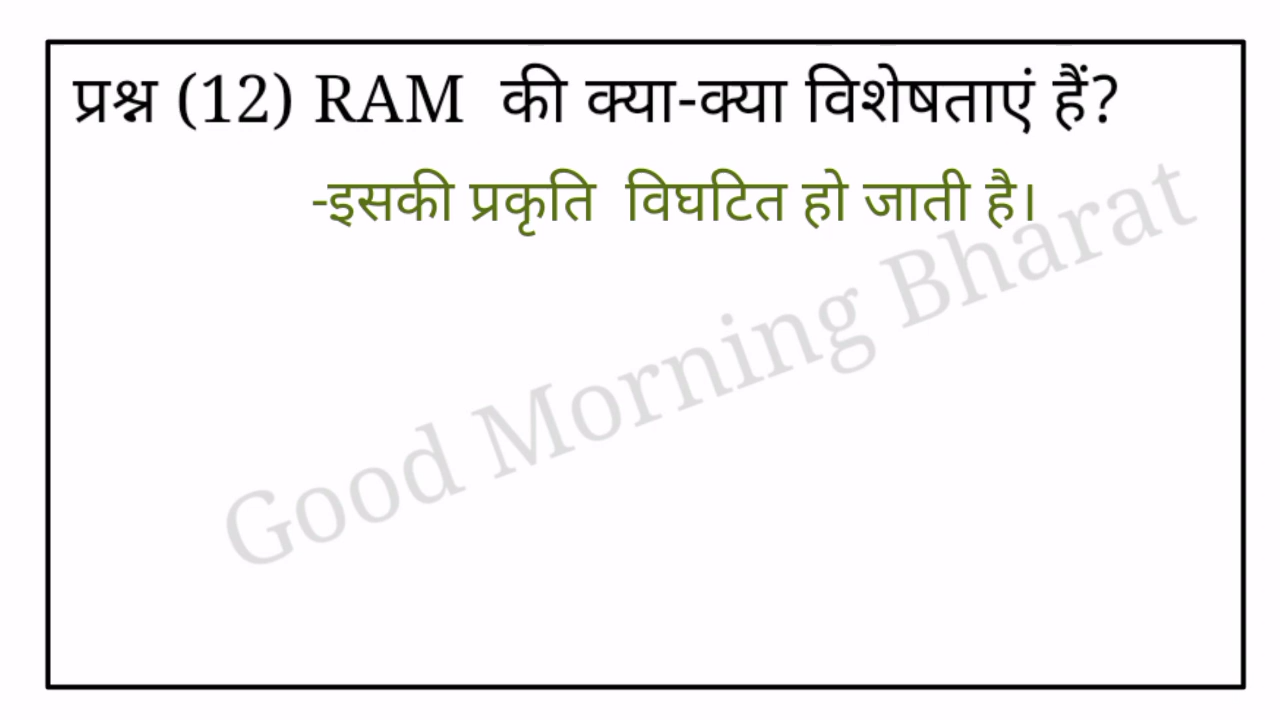 प्रश्न (12) RAM की क्या-क्या विशेषताएं हैं?
-इसकी प्रकृति विघटित हो जाती है।
Good Morning Bharat